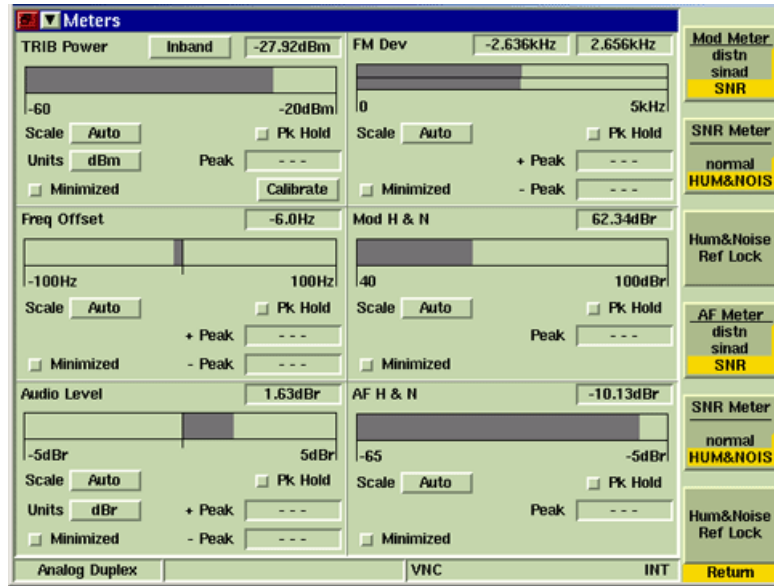 Meters
TRIB Power Inband -27.92dBm
-60 -20dBm
Scale Auto Pk Hold
Units dBm Peak - - -
Minimized Calibrate
FM Dev -2.636kHz 2.656kHz
0 5kHz
Scale Auto Pk Hold
+ Peak - - -
Minimized - Peak - - -
Freq Offset -6.0Hz
-100Hz 100Hz
Scale Auto Pk Hold
+ Peak - - -
Minimized - Peak - - -
Mod H & N 62.34dBr
40 100dBr
Scale Auto Pk Hold
Peak - - -
Minimized
Audio Level 1.63dBr
-5dBr 5dBr
Scale Auto Pk Hold
Units dBr + Peak - - -
Minimized - Peak - - -
AF H & N -10.13dBr
-65 -5dBr
Scale Auto Pk Hold
Peak - - -
Minimized
Analog Duplex VNC INT
Mod Meter
distn
sinad
SNR
SNR Meter
normal
HUM&NOIS
Hum&Noise
Ref Lock
AF Meter
distn
sinad
SNR
SNR Meter
normal
HUM&NOIS
Hum&Noise
Ref Lock
Return